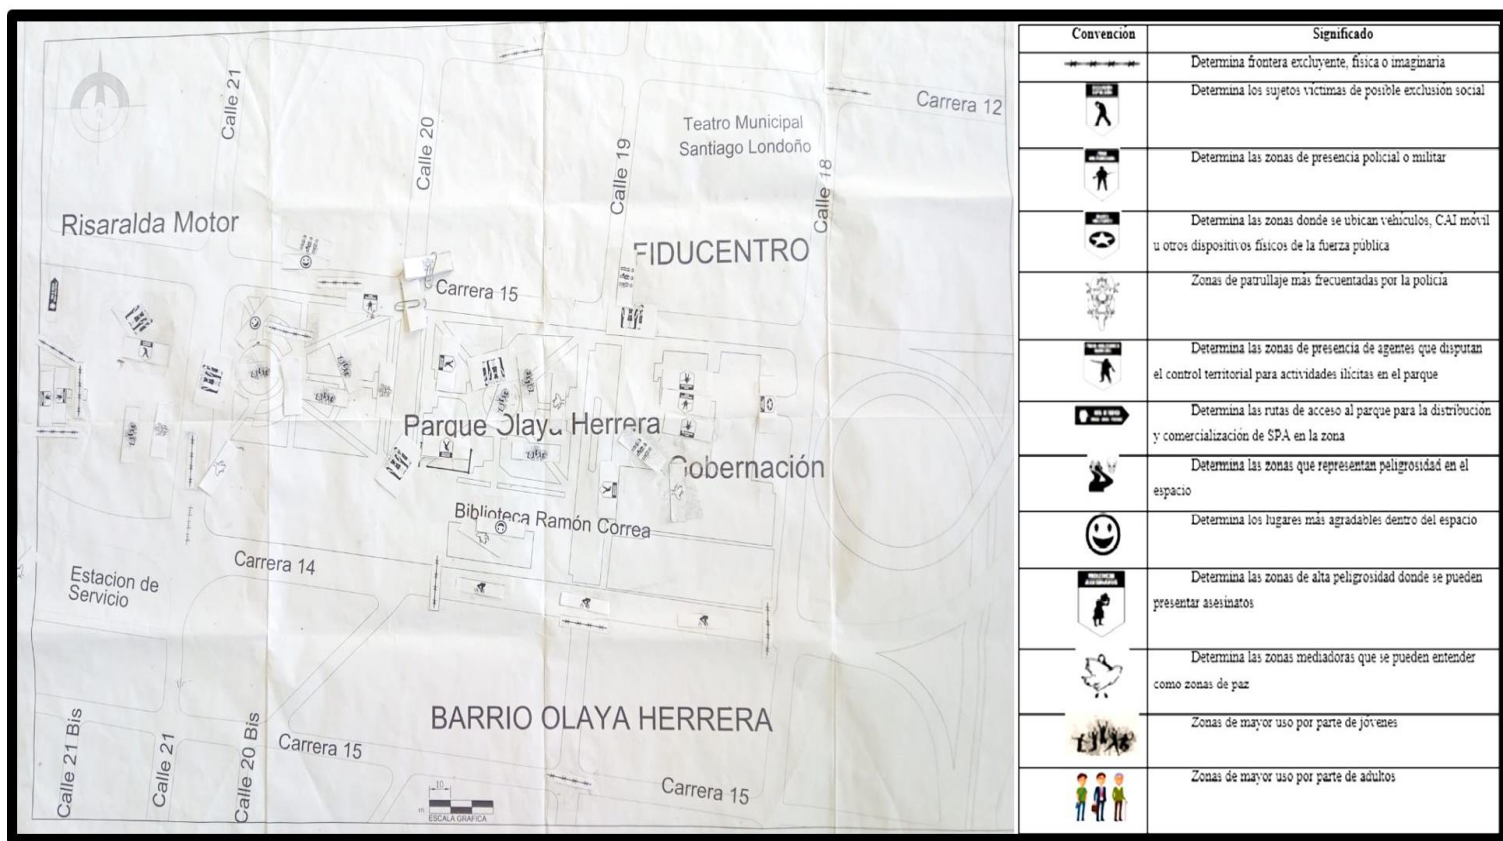 Calle 21
Calle 20
Calle 19
Calle 18
Carrera 12
Teatro Municipal
Santiago Londoño
Risaralda Motor
FIDUCENTRO
Carrera 15
Parque Olaya Herrera
Gobernación
Biblioteca Ramón Correa
Carrera 14
Estacion de
Servicio
BARRIO OLAYA HERRERA
Calle 21 Bis
Calle 21
Calle 20 Bis
Carrera 15
Carrera 15
10
ESCALA GRAFICA
Convención Significado
Determina frontera excluyente, física o imaginaria
Determina los sujetos víctimas de posible exclusión social
Determina las zonas de presencia policial o militar
Determina las zonas donde se ubican vehículos, CAI móvil
u otros dispositivos físicos de la fuerza pública
Zonas de patrullaje más frecuentadas por la policía
Determina las zonas de presencia de agentes que disputan
el control territorial para actividades ilícitas en el parque
Determina las rutas de acceso al parque para la distribución
y comercialización de SPA en la zona
Determina las zonas que representan peligrosidad en el
espacio
Determina los lugares más agradables dentro del espacio
Determina las zonas de alta peligrosidad donde se pueden
presentar asesinatos
Determina las zonas mediadoras que se pueden entender
como zonas de paz
Zonas de mayor uso por parte de jóvenes
Zonas de mayor uso por parte de adultos